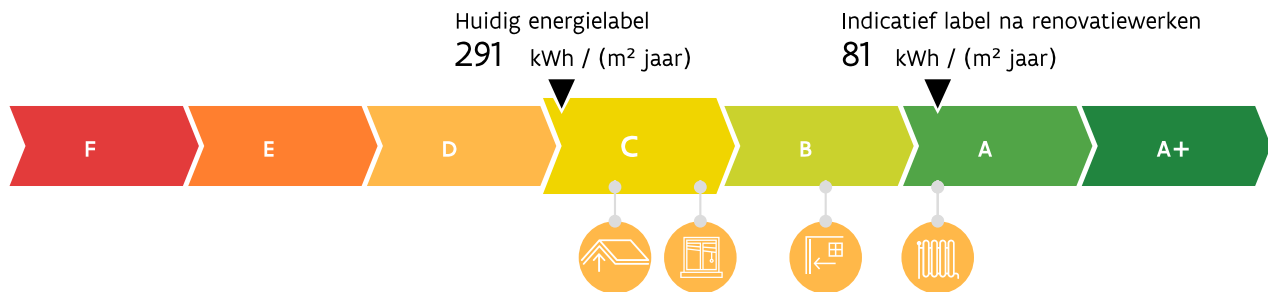 Huidig energielabel
291 kWh / (m² jaar)
Indicatief label na renovatiewerken
81 kWh / (m² jaar)
F E D C B A A+